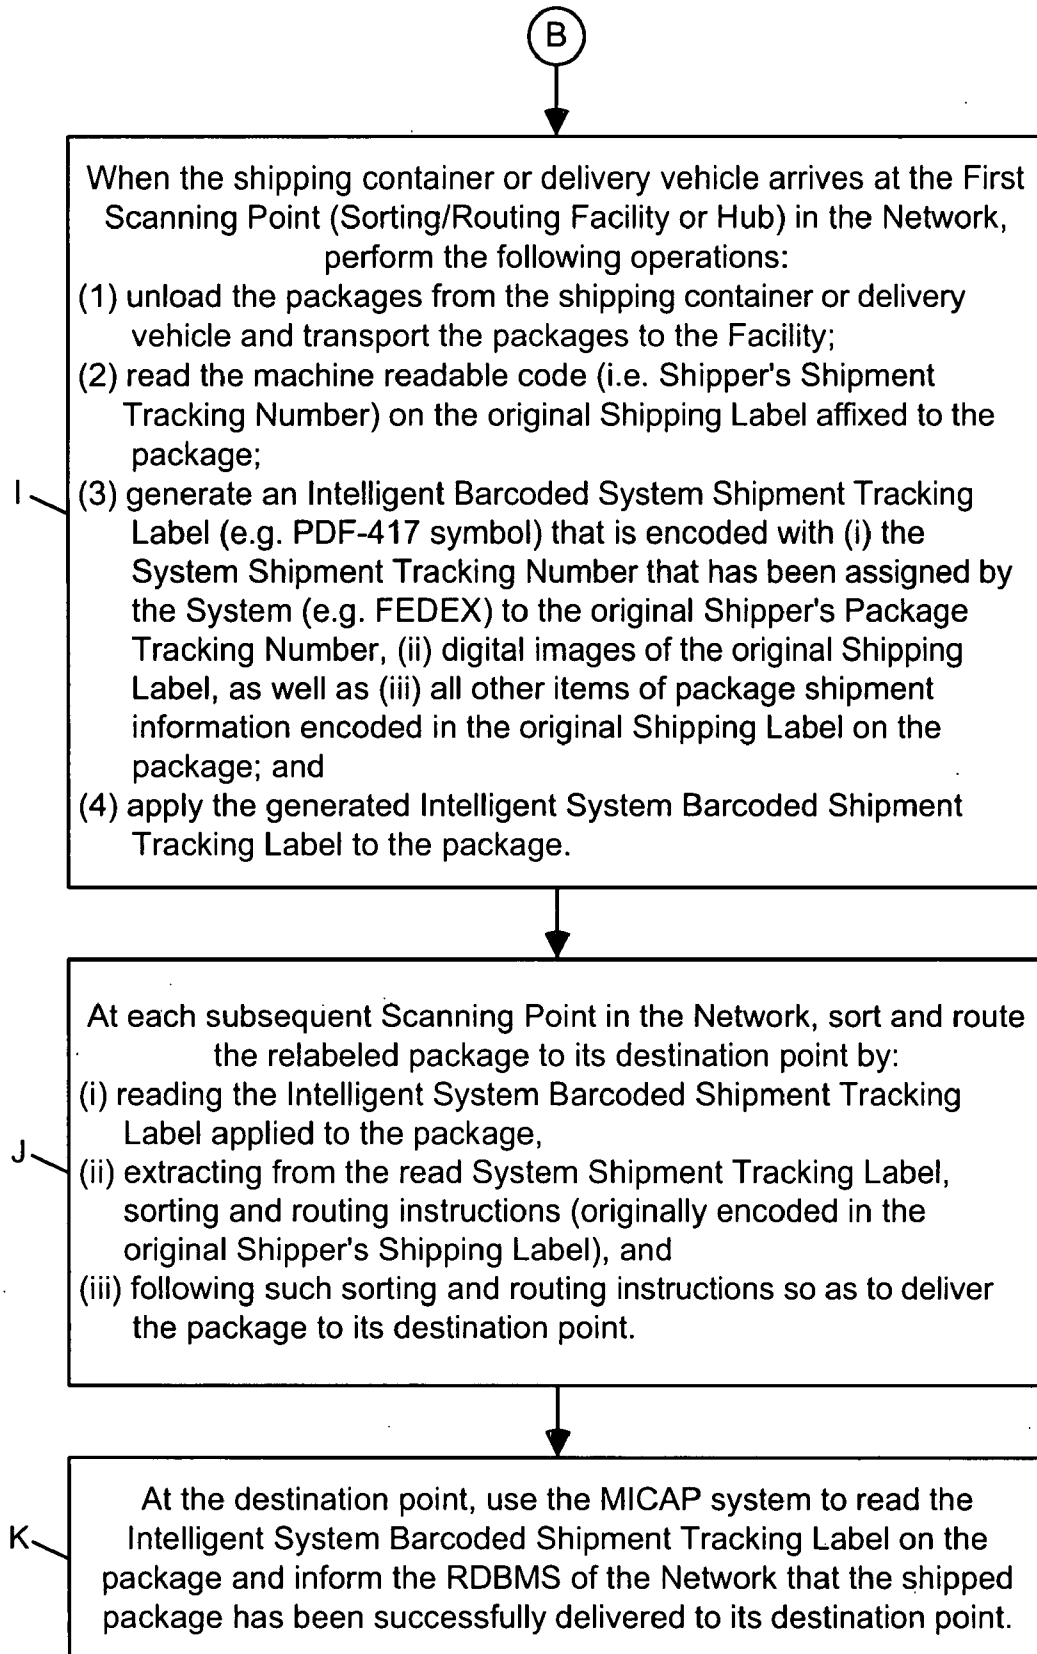 B
When the shipping container or delivery vehicle arrives at the First
Scanning Point (Sorting/Routing Facility or Hub) in the Network,
perform the following operations:
(1) unload the packages from the shipping container or delivery
vehicle and transport the packages to the Facility;
(2) read the machine readable code (i.e. Shipper's Shipment
Tracking Number) on the original Shipping Label affixed to the
package;
I
(3) generate an Intelligent Barcoded System Shipment Tracking
Label (e.g. PDF-417 symbol) that is encoded with (i) the
System Shipment Tracking Number that has been assigned by
the System (e.g. FEDEX) to the original Shipper's Package
Tracking Number, (ii) digital images of the original Shipping
Label, as well as (iii) all other items of package shipment
information encoded in the original Shipping Label on the
package; and
(4) apply the generated Intelligent System Barcoded Shipment
Tracking Label to the package.
At each subsequent Scanning Point in the Network, sort and route
the relabeled package to its destination point by:
(i) reading the Intelligent System Barcoded Shipment Tracking
Label applied to the package,
J
(ii) extracting from the read System Shipment Tracking Label,
sorting and routing instructions (originally encoded in the
original Shipper's Shipping Label), and
(iii) following such sorting and routing instructions so as to deliver
the package to its destination point.
At the destination point, use the MICAP system to read the
K
Intelligent System Barcoded Shipment Tracking Label on the
package and inform the RDBMS of the Network that the shipped
package has been successfully delivered to its destination point.